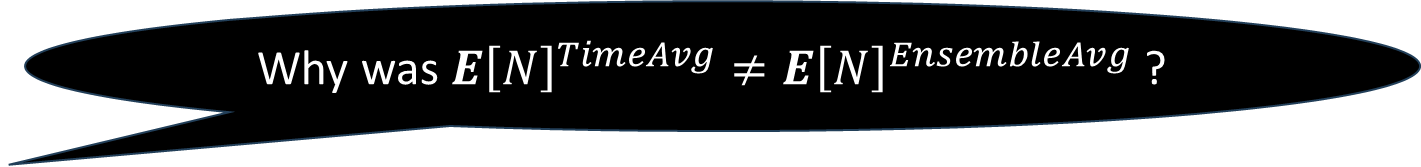 Why was 𝑬[𝑁]^{𝑇𝑖𝑚𝑒𝐴𝑣𝑔} ≠ 𝑬[𝑁]^{𝐸𝑛𝑠𝑒𝑚𝑏𝑙𝑒𝐴𝑣𝑔} ?